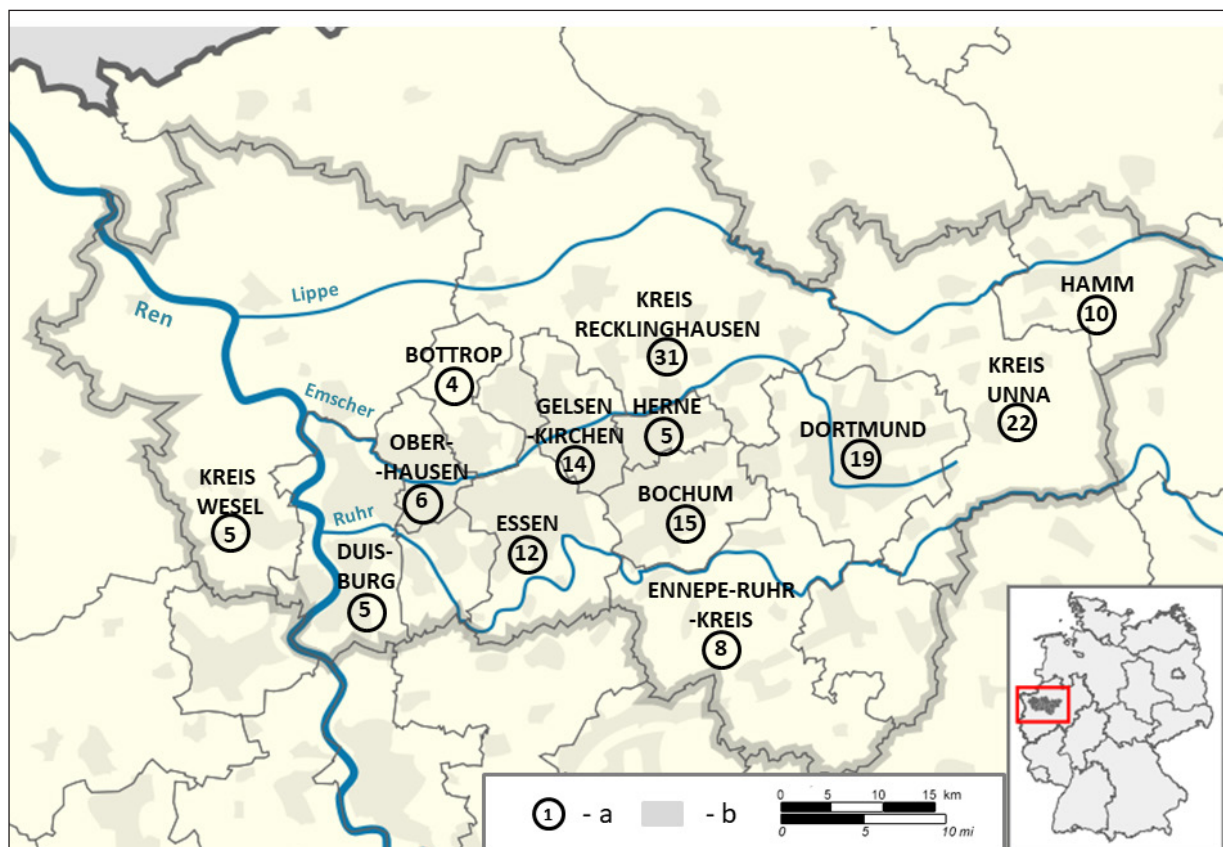 Lippe
Ren
Emscher
Ruhr
KREIS
RECKLINGHAUSEN
31
HAMM
10
BOTTROP
4
KREIS
UNNA
22
GELSEN
-KIRCHEN
14
HERNE
5
DORTMUND
19
OBER-
-HAUSEN
6
KREIS
WESEL
5
BOCHUM
15
ESSEN
12
DUIS-
BURG
5
ENNEPE-RUHR
-KREIS
8
1 - a
- b
0 5 10 15 km
0 5 10 mi